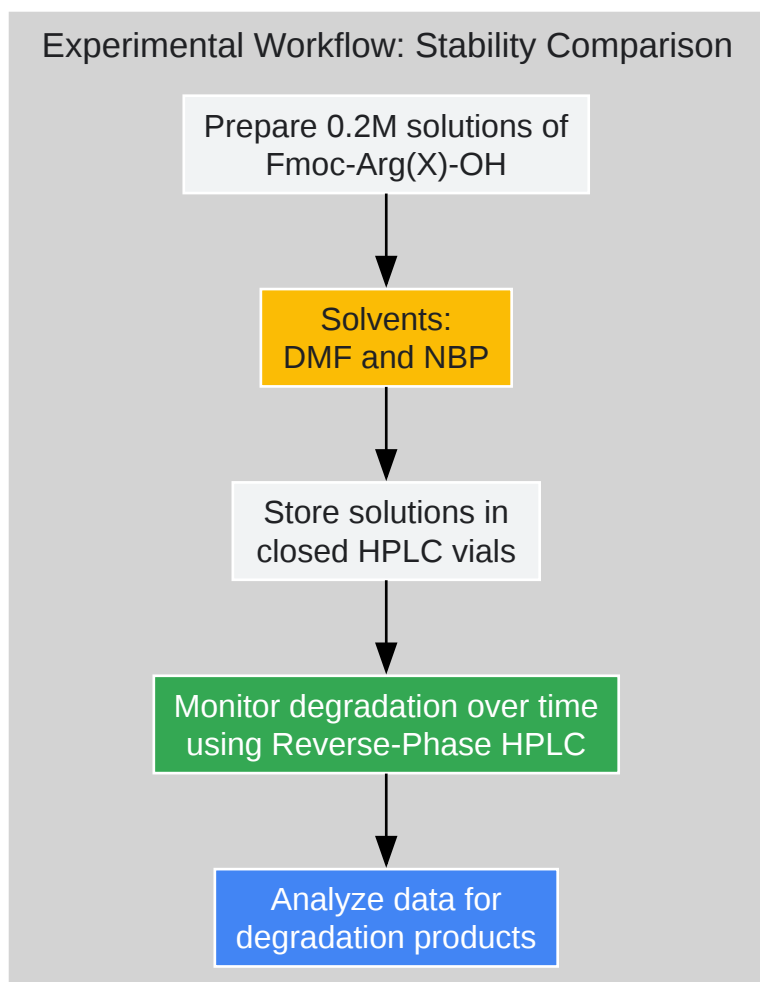 Experimental Workflow: Stability Comparison
Prepare 0.2M solutions of
Fmoc-Arg(X)-OH
Solvents:
DMF and NBP
Store solutions in
closed HPLC vials
Monitor degradation over time
using Reverse-Phase HPLC
Analyze data for
degradation products